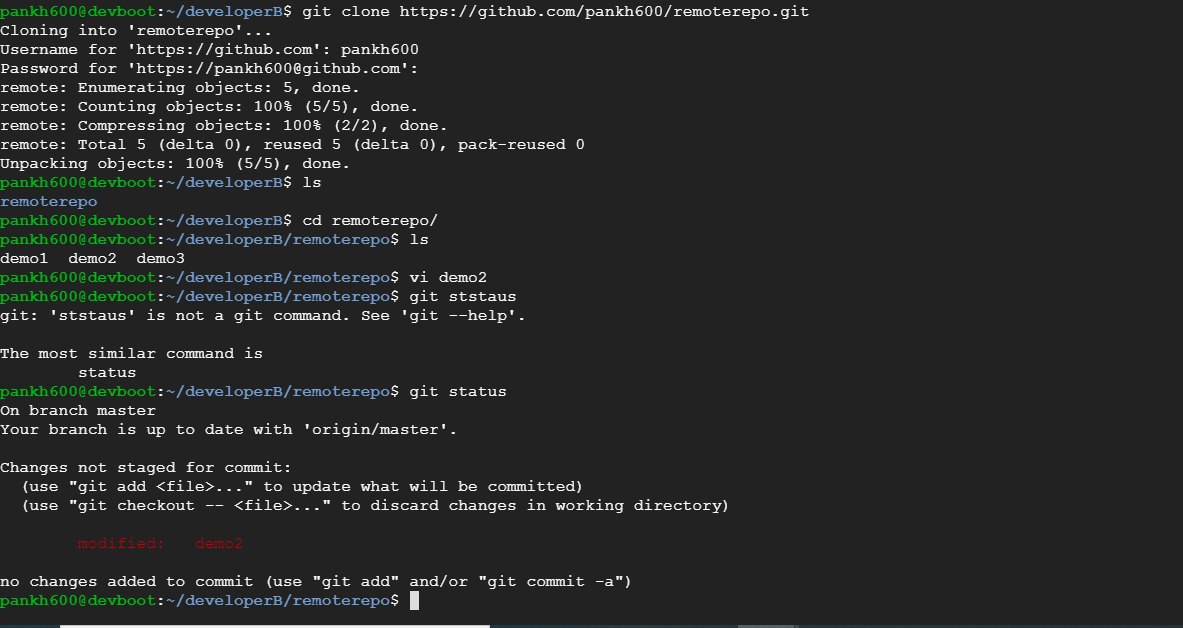 pankh600@devboot:~/developerB$ git clone https://github.com/pankh600/remoterepo.git
Cloning into 'remoterepo'...
Username for 'https://github.com': pankh600
Password for 'https://pankh600@github.com':
remote: Enumerating objects: 5, done.
remote: Counting objects: 100% (5/5), done.
remote: Compressing objects: 100% (2/2), done.
remote: Total 5 (delta 0), reused 5 (delta 0), pack-reused 0
Unpacking objects: 100% (5/5), done.
pankh600@devboot:~/developerB$ ls
remoterepo
pankh600@devboot:~/developerB$ cd remoterepo/
pankh600@devboot:~/developerB/remoterepo$ ls
demo1  demo2  demo3
pankh600@devboot:~/developerB/remoterepo$ vi demo2
pankh600@devboot:~/developerB/remoterepo$ git ststaus
git: 'ststaus' is not a git command. See 'git --help'.

The most similar command is
        status
pankh600@devboot:~/developerB/remoterepo$ git status
On branch master
Your branch is up to date with 'origin/master'.

Changes not staged for commit:
  (use "git add <file>..." to update what will be committed)
  (use "git checkout -- <file>..." to discard changes in working directory)

        modified:   demo2

no changes added to commit (use "git add" and/or "git commit -a")
pankh600@devboot:~/developerB/remoterepo$